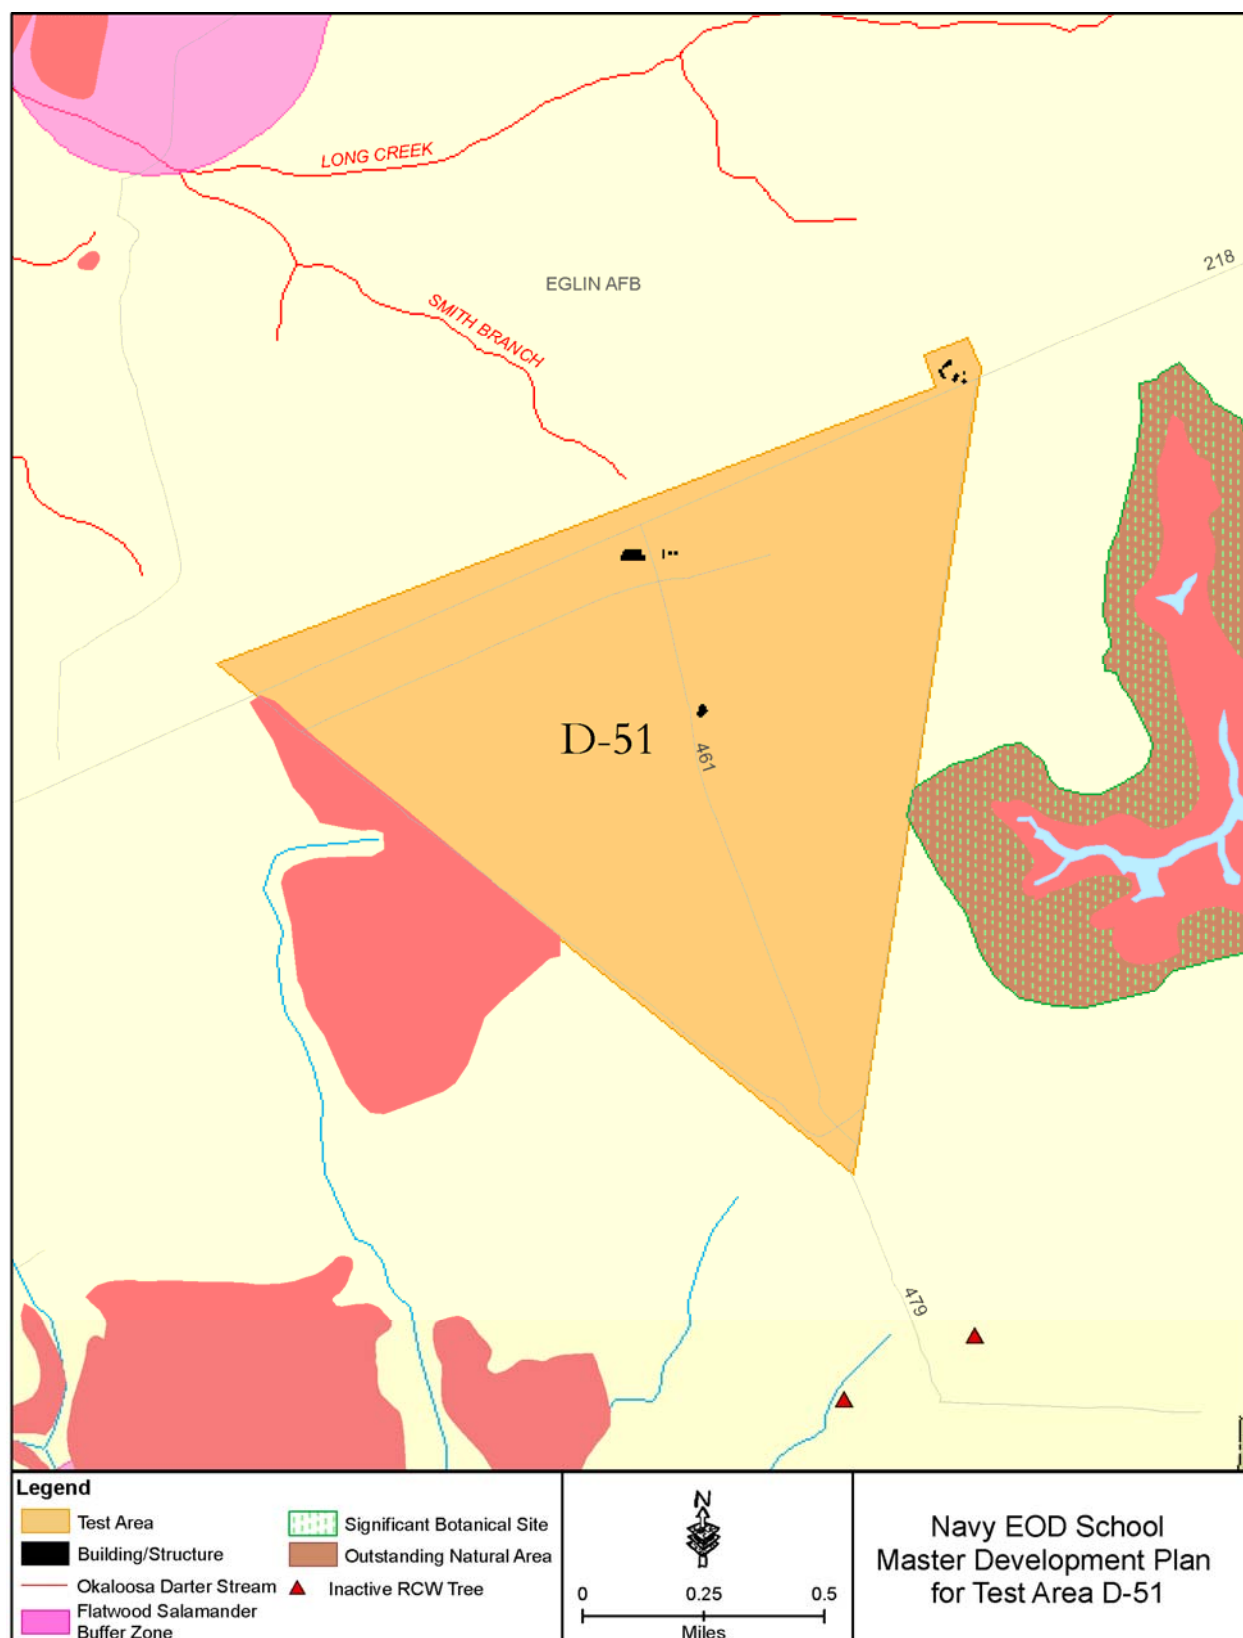 LONG CREEK
218
EGLIN AFB
SMITH BRANCH
D-51
461
479
Legend
Test Area
Building/Structure
Okaloosa Darter Stream
Flatwood Salamander
Buffer Zone
Significant Botanical Site
Outstanding Natural Area
Inactive RCW Tree
N
0 0.25 0.5
Miles
Navy EOD School
Master Development Plan
for Test Area D-51